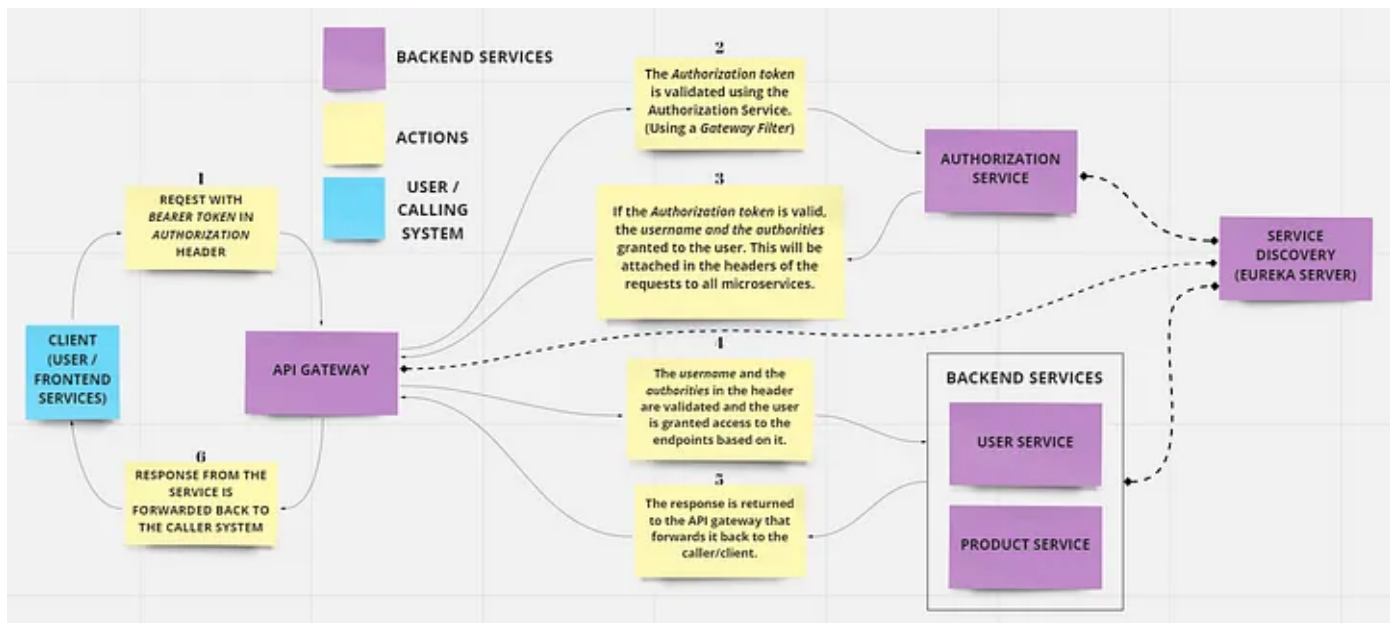 BACKEND SERVICES
ACTIONS
USER /
CALLING
SYSTEM
1
REQEST WITH
BEARER TOKEN IN
AUTHORIZATION
HEADER
CLIENT
(USER /
FRONTEND
SERVICES)
API GATEWAY
6
RESPONSE FROM THE
SERVICE IS
FORWARDED BACK TO
THE CALLER SYSTEM
2
The Authorization token
is validated using the
Authorization Service.
(Using a Gateway Filter)
3
If the Authorization token is valid,
the username and the authorities
granted to the user. This will be
attached in the headers of the
requests to all microservices.
4
The username and the
authorities in the header
are validated and the user
is granted access to the
endpoints based on it.
5
The response is returned
to the API gateway that
forwards it back to the
caller/client.
AUTHORIZATION
SERVICE
SERVICE
DISCOVERY
(EUREKA SERVER)
BACKEND SERVICES
USER SERVICE
PRODUCT SERVICE